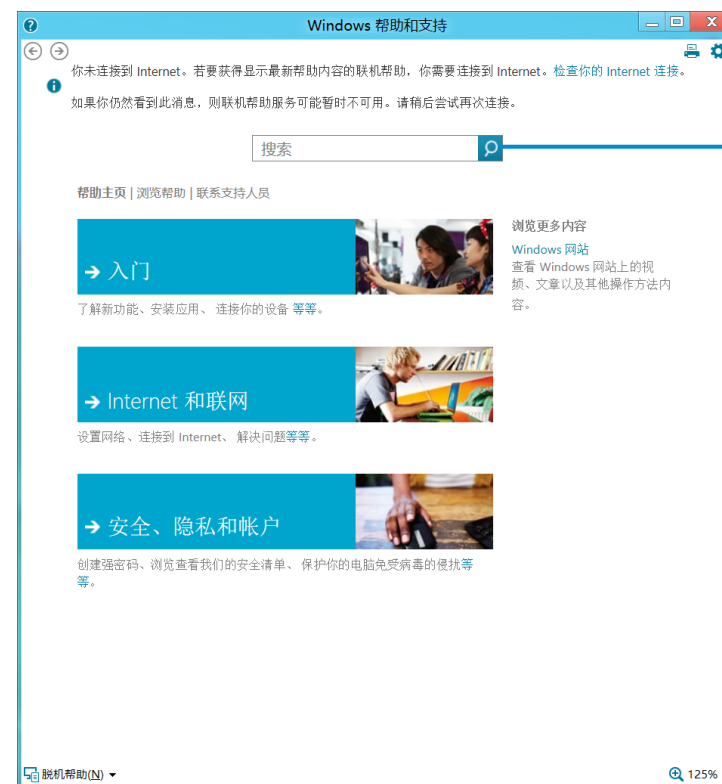 Windows 帮助和支持
你未连接到 Internet。若要获得显示最新帮助内容的联机帮助，你需要连接到 Internet。检查你的 Internet 连接。
如果你仍然看到此消息，则联机帮助服务可能暂时不可用。请稍后尝试再次连接。
搜索
帮助主页 | 浏览帮助 | 联系支持人员
入门
了解新功能、安装应用、 连接你的设备 等等。
浏览更多内容
Windows 网站
查看 Windows 网站上的视
频、文章以及其他操作方法内
容。
Internet 和联网
设置网络、连接到 Internet、 解决问题等等。
安全、隐私和帐户
创建强密码、浏览查看我们的安全清单、 保护你的电脑免受病毒的侵扰等
等。
脱机帮助(N)
125%